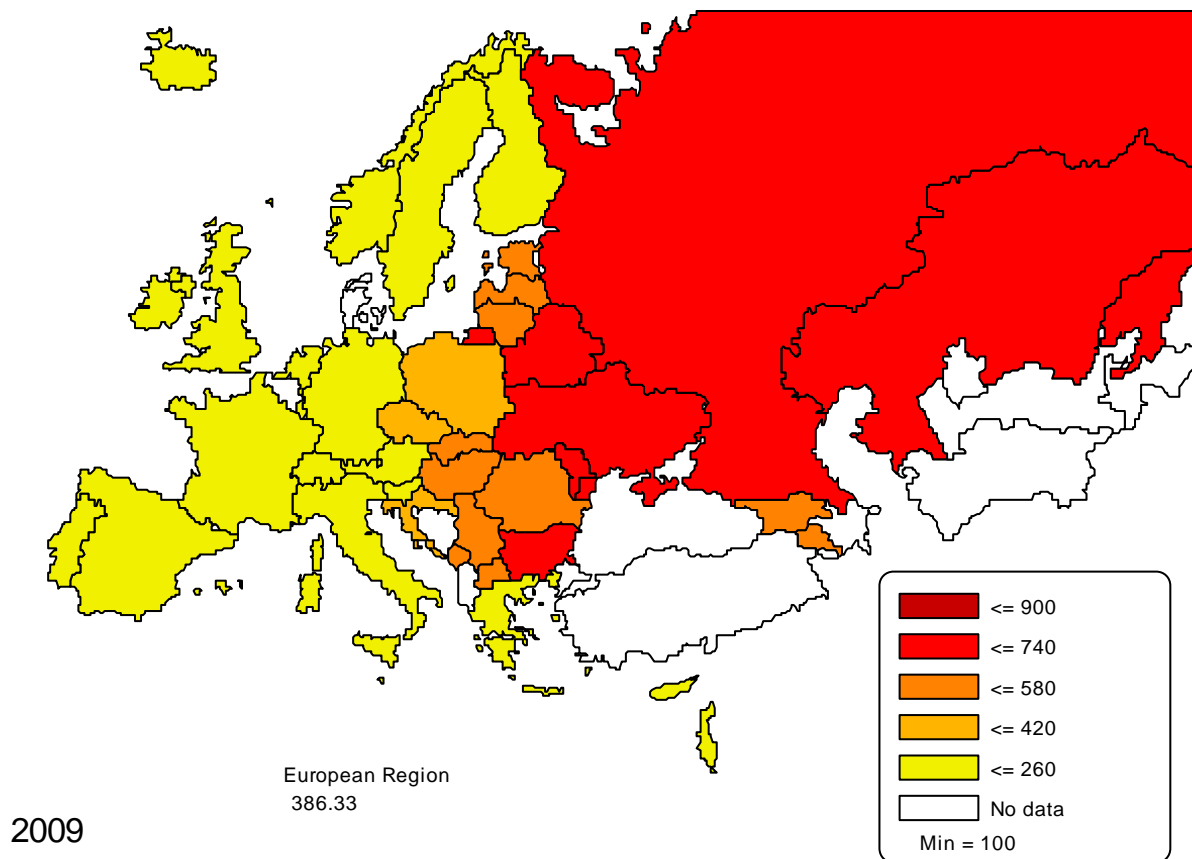 <= 900
<= 740
<= 580
<= 420
<= 260
No data
Min = 100
European Region
386.33
2009